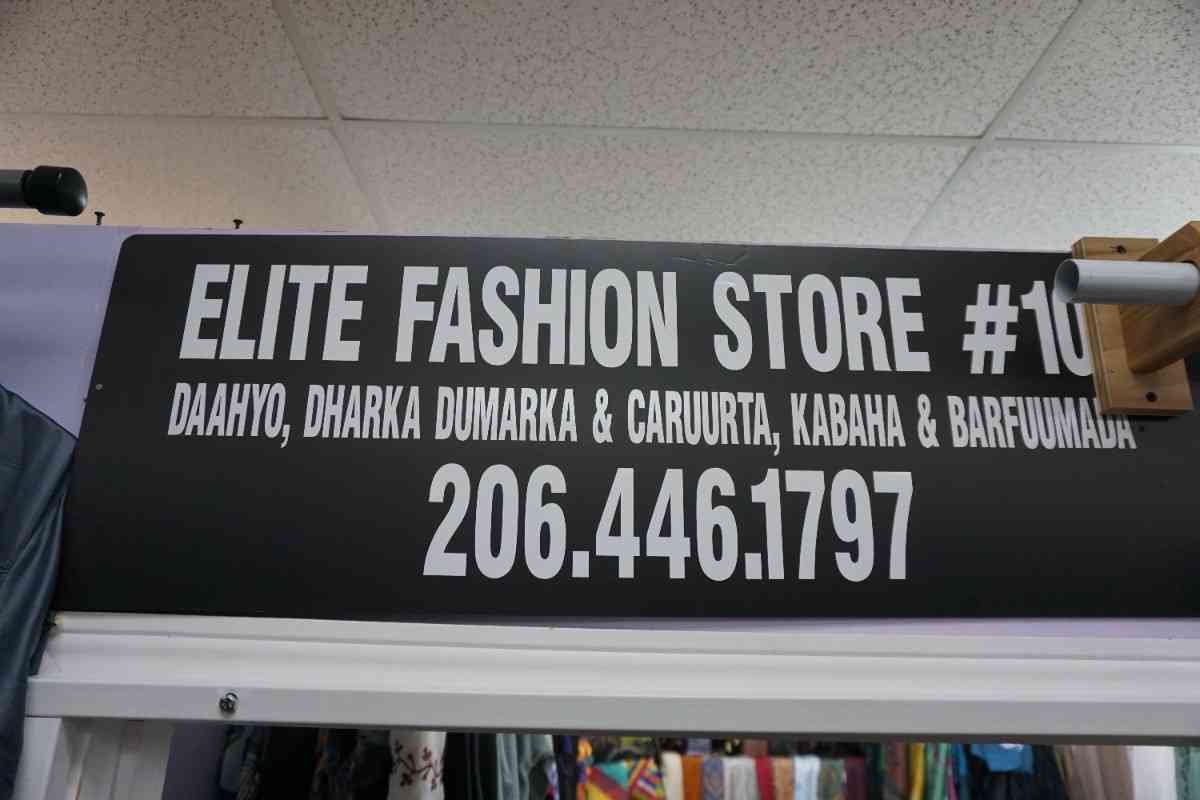 ELITE FASHION STORE #10
DAAHYO, DHARKA DUMARKA & CARUURTA, KABAHA & BARFUUMADA
206.446.1797